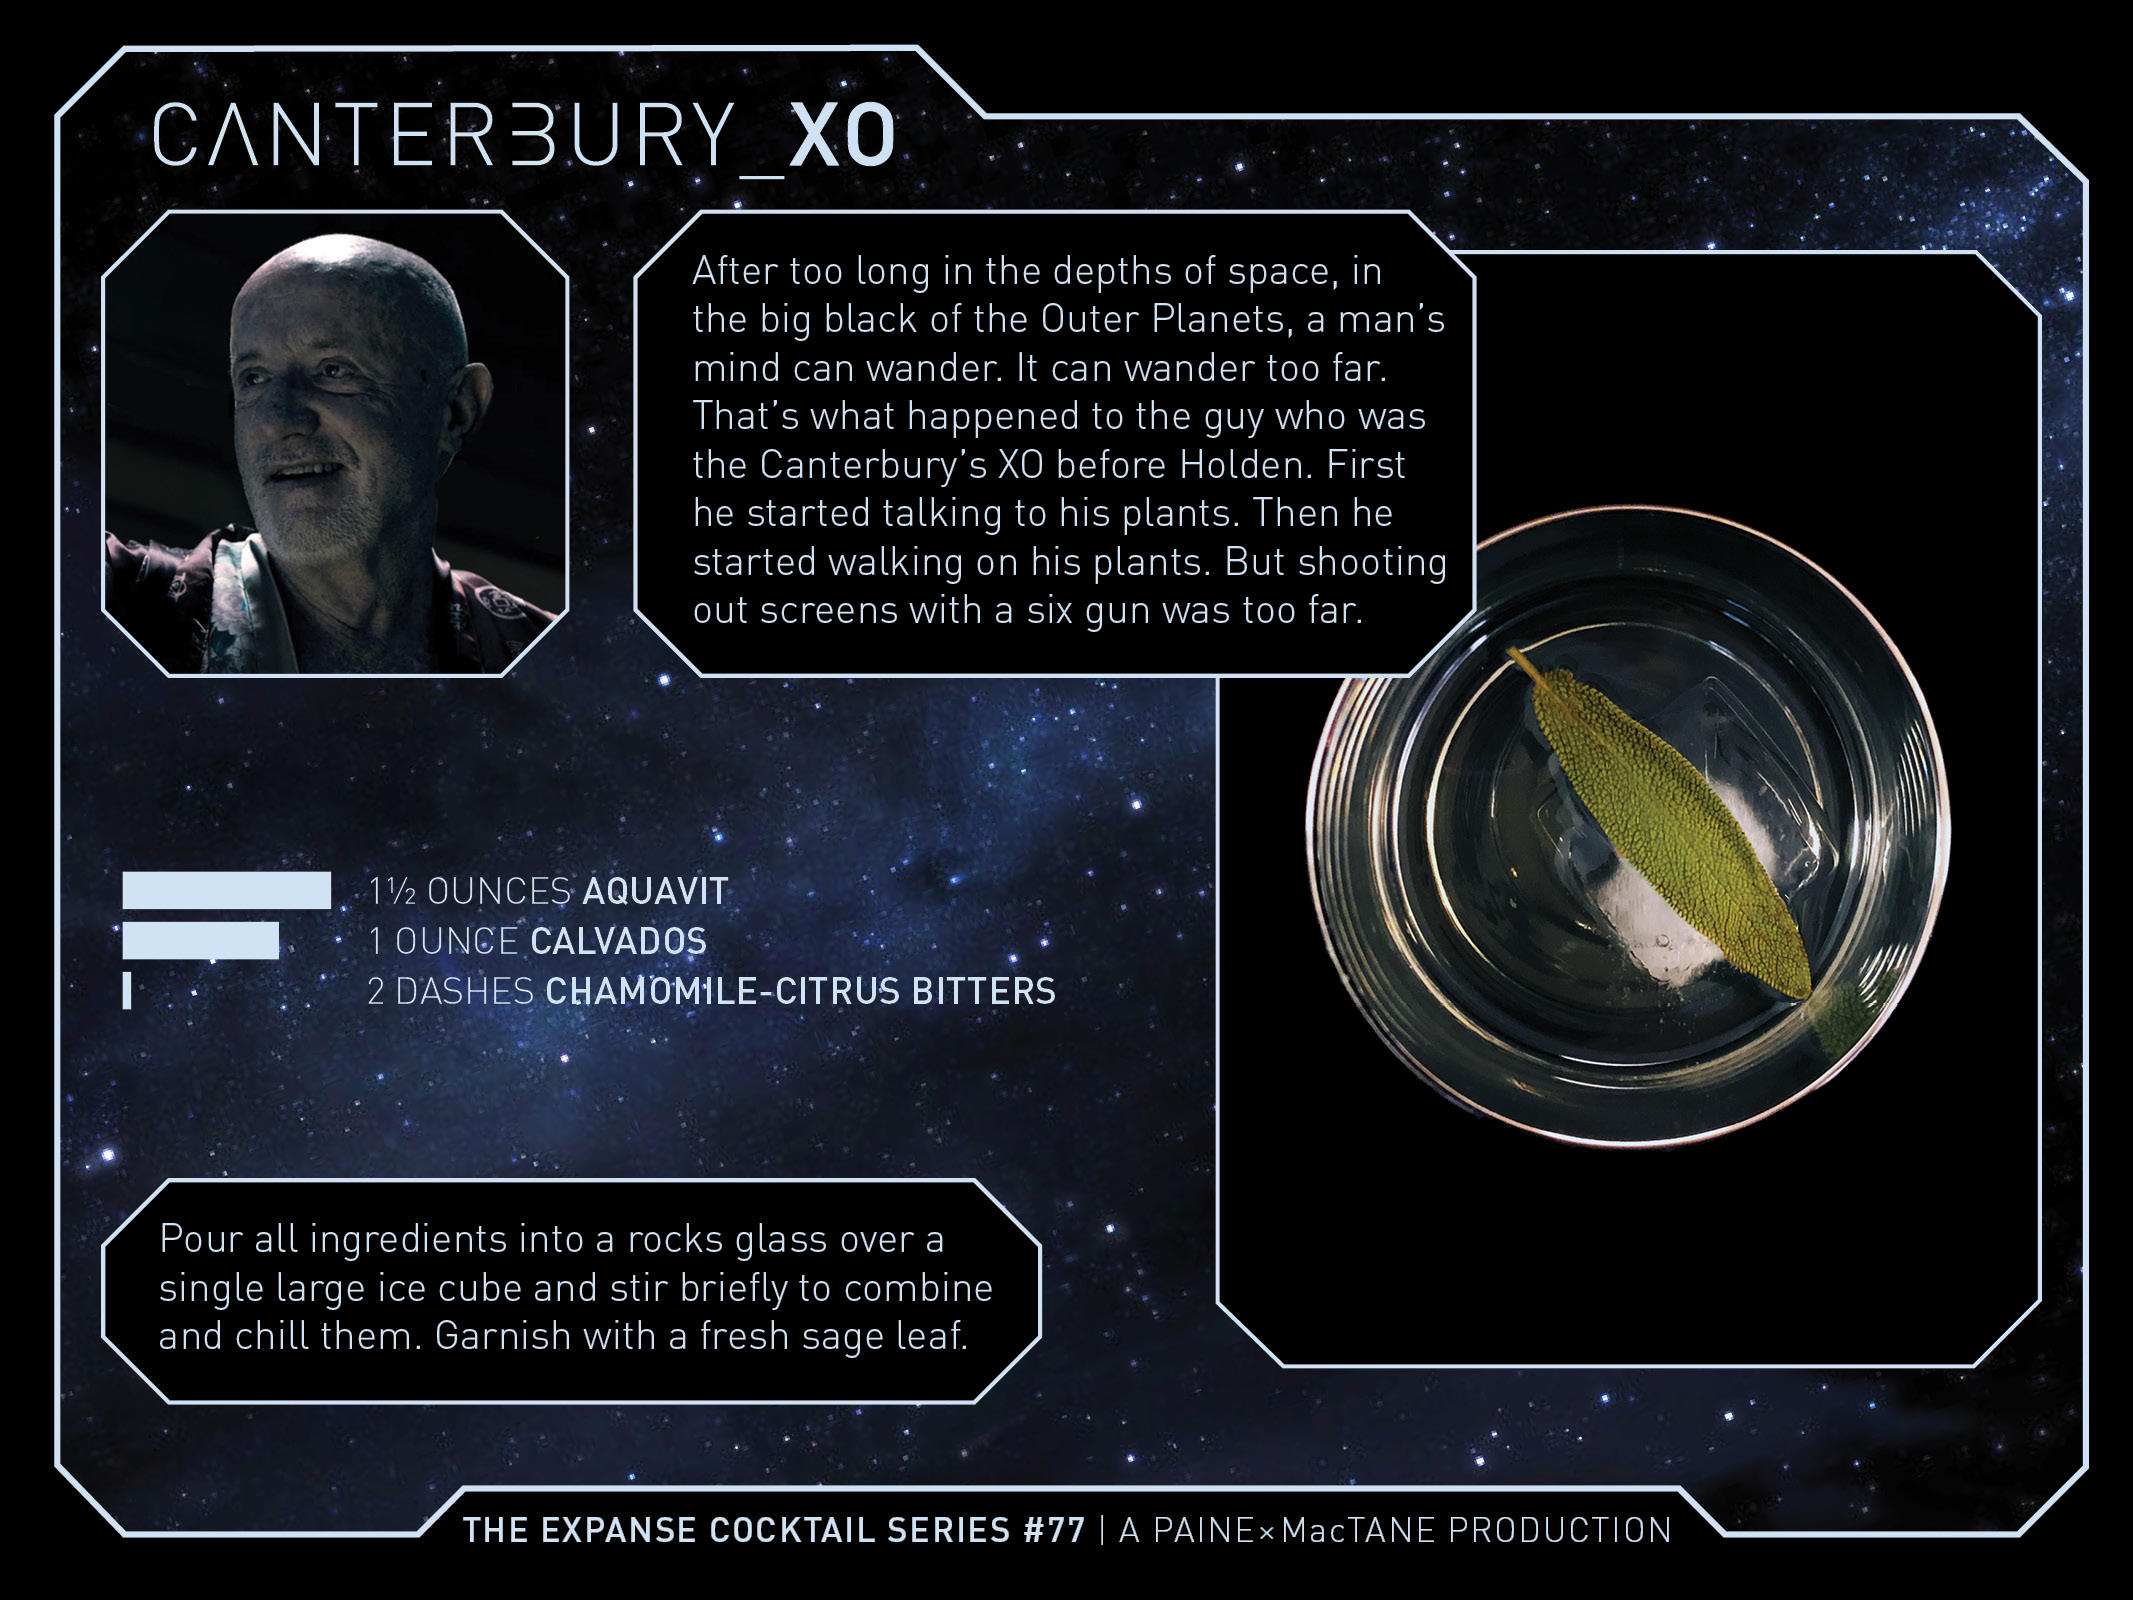 CANTERBURY_XO
After too long in the depths of space, in
the big black of the Outer Planets, a man’s
mind can wander. It can wander too far.
That’s what happened to the guy who was
the Canterbury’s XO before Holden. First
he started talking to his plants. Then he
started walking on his plants. But shooting
out screens with a six gun was too far.
1½ OUNCES AQUAVIT
1 OUNCE CALVADOS
2 DASHES CHAMOMILE-CITRUS BITTERS
Pour all ingredients into a rocks glass over a
single large ice cube and stir briefly to combine
and chill them. Garnish with a fresh sage leaf.
THE EXPANSE COCKTAIL SERIES #77 | A PAINE×MacTANE PRODUCTION